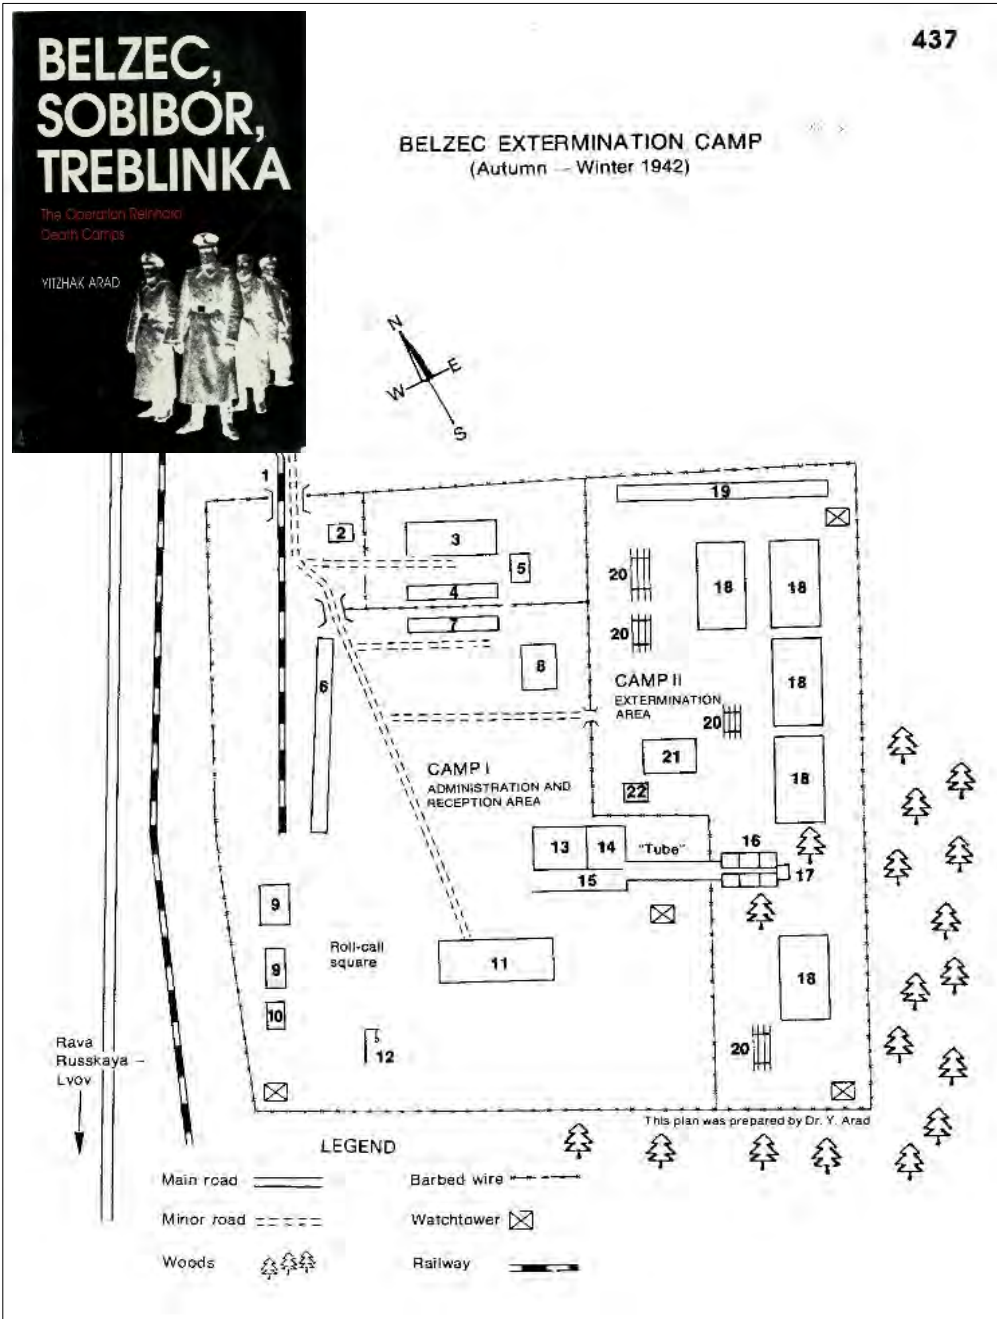 BELZEC,
SOBIBOR,
TREBLINKA
The Operation Reinhard
Death Camps
YITZHAK ARAD
437
BELZEC EXTERMINATION CAMP
(Autumn — Winter 1942)
N
E
W
S
1
2
3
4
5
6
7
8
19
20
18
18
20
CAMP II
EXTERMINATION
AREA
18
20
21
22
18
CAMP I
ADMINISTRATION AND
RECEPTION AREA
13
14
"Tube"
15
16
17
9
9
10
Roll-call
square
11
12
18
20
Rava
Russkaya –
Lvov
This plan was prepared by Dr. Y. Arad
LEGEND
Main road
Barbed wire
Minor road
Watchtower
Woods
Railway